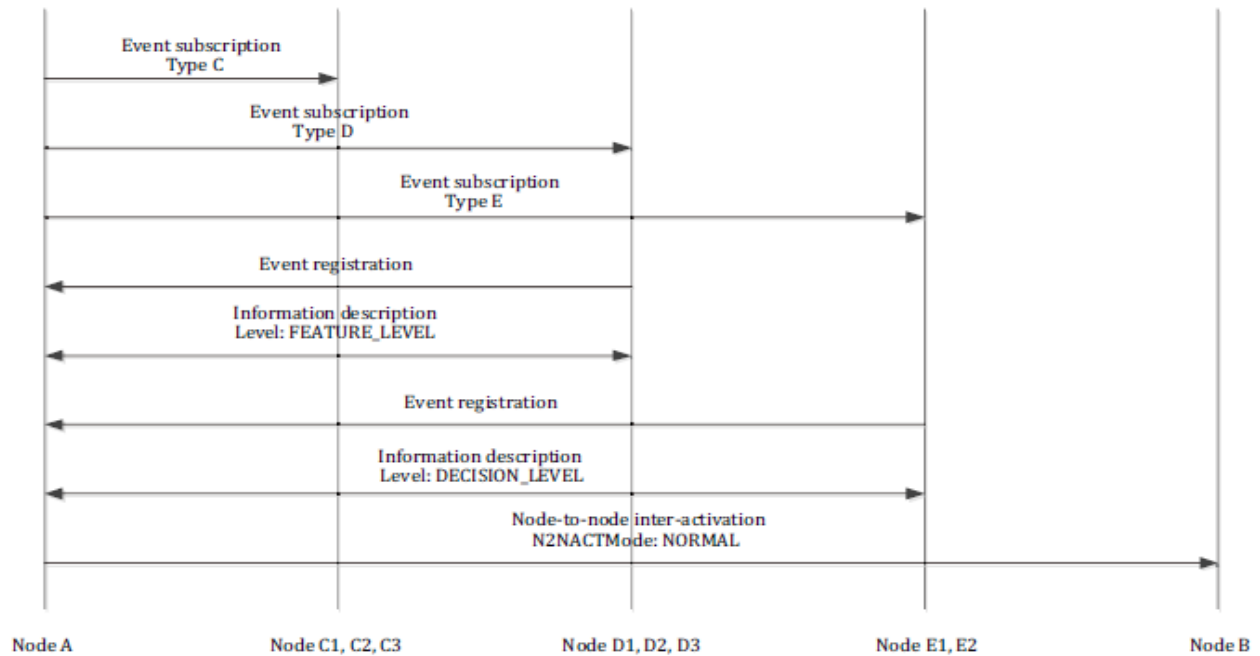 Event subscription
Type C
Event subscription
Type D
Event subscription
Type E
Event registration
Information description
Level: FEATURE_LEVEL
Event registration
Information description
Level: DECISION_LEVEL
Node-to-node inter-activation
N2NACTMode: NORMAL
Node A
Node C1, C2, C3
Node D1, D2, D3
Node E1, E2
Node B